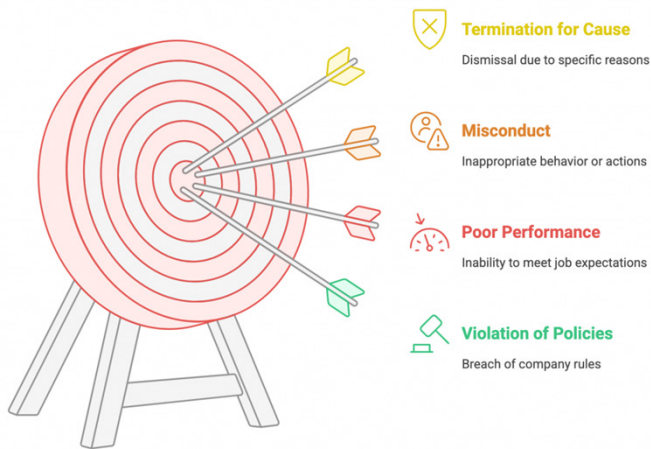 Termination for Cause
Dismissal due to specific reasons
Misconduct
Inappropriate behavior or actions
Poor Performance
Inability to meet job expectations
Violation of Policies
Breach of company rules